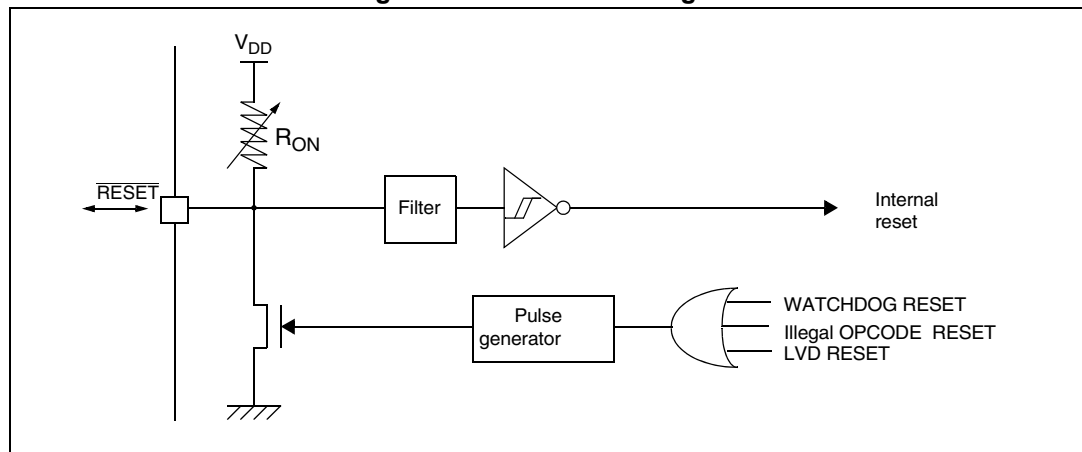 V_DD
R_ON
RESET
Filter
Internal
reset
Pulse
generator
WATCHDOG RESET
Illegal OPCODE RESET
LVD RESET